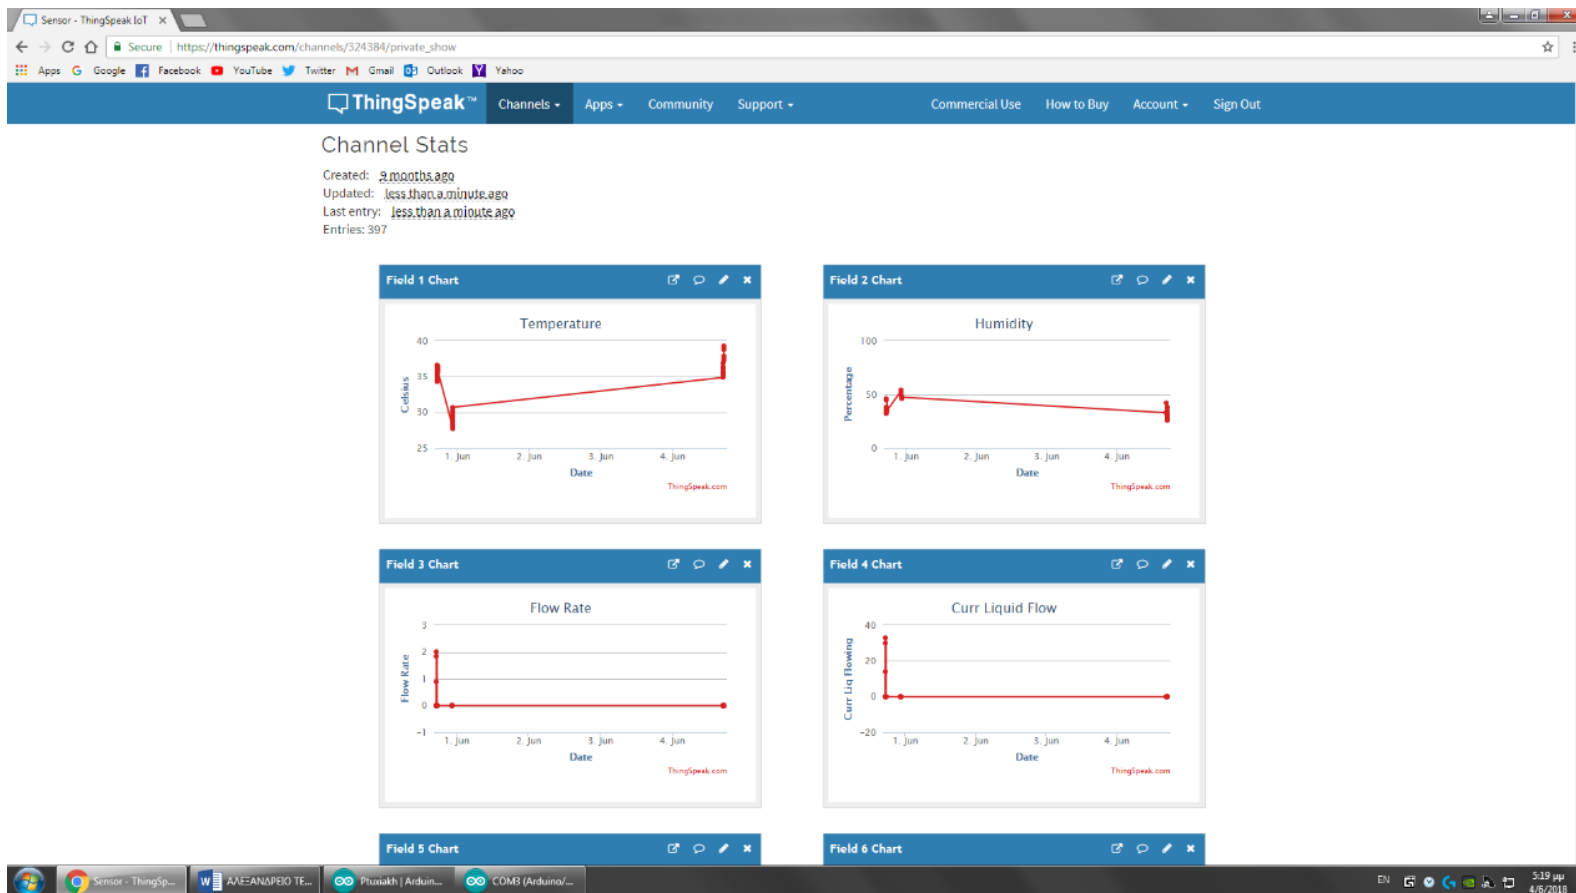 Sensor - ThingSpeak IoT
Secure | https://thingspeak.com/channels/324384/private_show
Apps Google Facebook YouTube Twitter Gmail Outlook Yahoo
ThingSpeak™ Channels Apps Community Support Commercial Use How to Buy Account Sign Out
Channel Stats
Created: 9 months ago
Updated: less than a minute ago
Last entry: less than a minute ago
Entries: 397
Field 1 Chart
Temperature
Celsius
40
35
30
25
1. Jun 2. Jun 3. Jun 4. Jun
Date
ThingSpeak.com
Field 2 Chart
Humidity
Percentage
100
50
0
1. Jun 2. Jun 3. Jun 4. Jun
Date
ThingSpeak.com
Field 3 Chart
Flow Rate
Flow Rate
3
2
1
0
-1
1. Jun 2. Jun 3. Jun 4. Jun
Date
ThingSpeak.com
Field 4 Chart
Curr Liquid Flow
Curr Liq Flowing
40
20
0
-20
1. Jun 2. Jun 3. Jun 4. Jun
Date
ThingSpeak.com
Field 5 Chart
Field 6 Chart
Sensor - ThingSp... ΑΛΕΞΑΝΔΡΕΙΟ ΤΕ... Ptuxiakh | Arduin... COM3 (Arduino/...
EN 5:19 μμ
4/6/2018